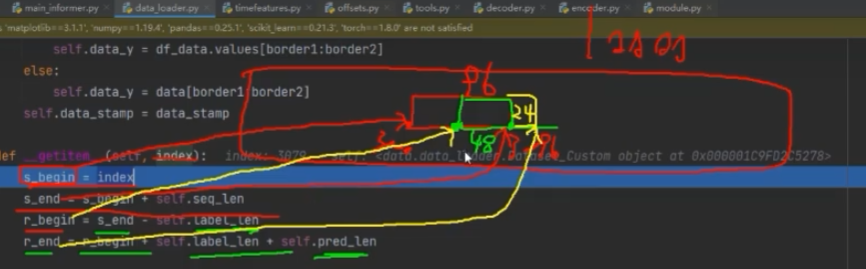 main_informer.py × data_loader.py × timefeatures.py × offsets.py × tools.py × decoder.py × encoder.py × module.py ×
'matplotlib==3.1.1', 'numpy==1.19.4', 'pandas==0.25.1', 'scikit_learn==0.21.3', 'torch==1.8.0' are not satisfied
self.data_y = df_data.values[border1:border2]
else:
96
self.data_y = data[border1:border2]
24
self.data_stamp = data_stamp
48
def __getitem__(self, index): index: 3079 self: <data.data_loader.Dataset_Custom object at 0x000001C9F02C5278>
s_begin = index
s_end = s_begin + self.seq_len
r_begin = s_end - self.label_len
r_end = r_begin + self.label_len + self.pred_len